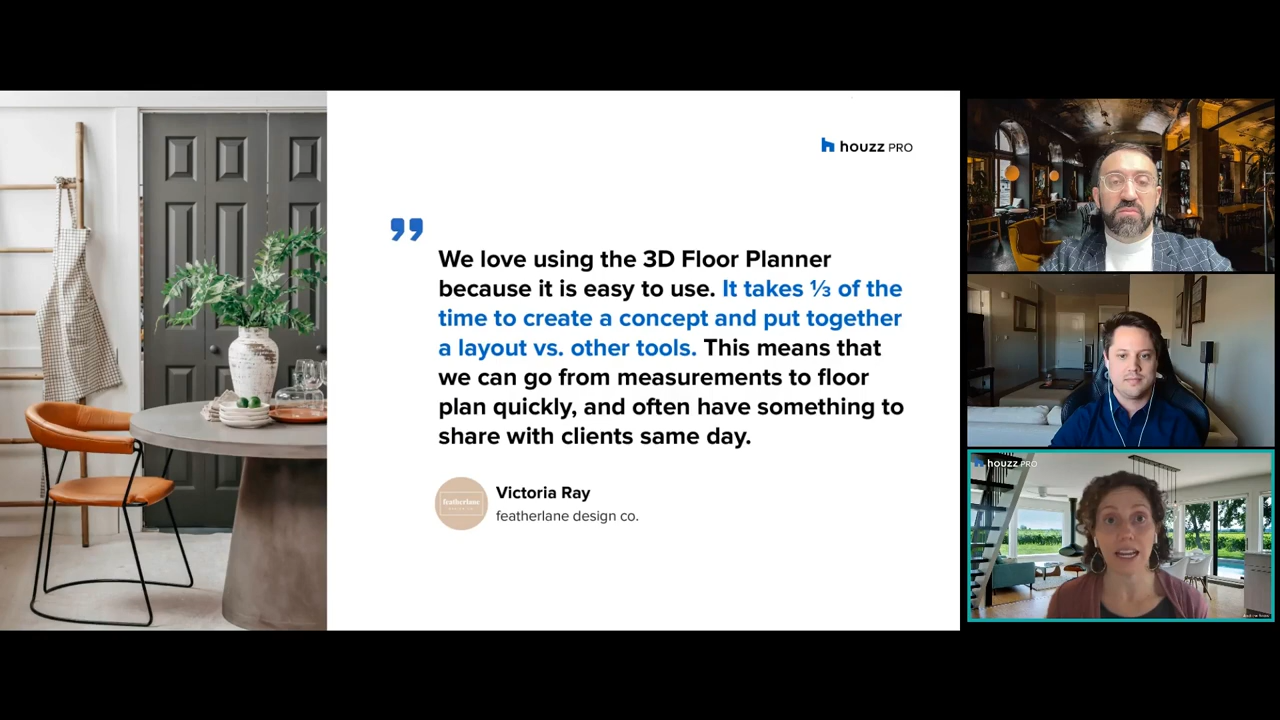 houzz PRO
”
We love using the 3D Floor Planner
because it is easy to use. It takes ⅓ of the
time to create a concept and put together
a layout vs. other tools. This means that
we can go from measurements to floor
plan quickly, and often have something to
share with clients same day.
featherlane
Victoria Ray
featherlane design co.
houzz PRO